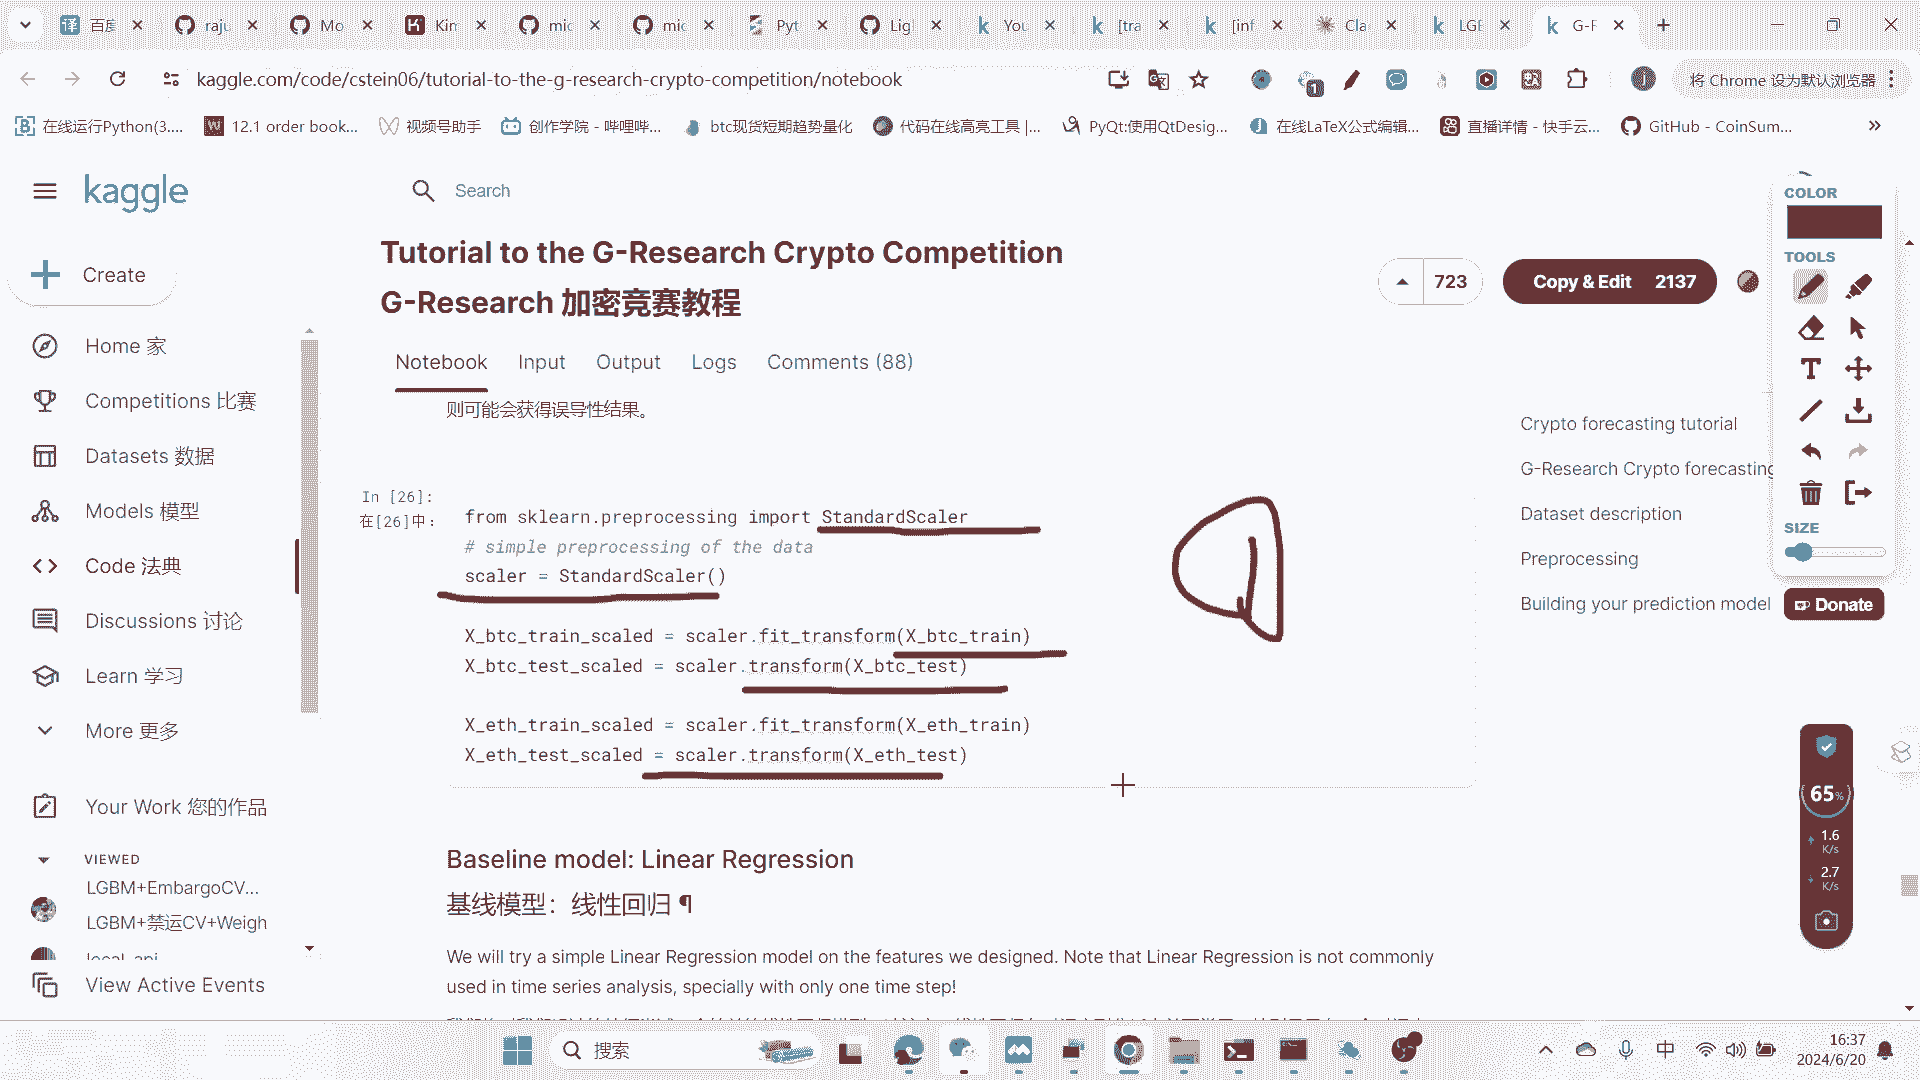 百度
raju
Mo
Kin
mic
mic
Pyt
Ligl
You
[tra
[inf
Cla
LGE
G-F
kaggle.com/code/cstein06/tutorial-to-the-g-research-crypto-competition/notebook
将 Chrome 设为默认浏览器
在线运行Python(3....
12.1 order book...
视频号助手
创作学院 - 哔哩哔...
btc现货短期趋势量化
代码在线高亮工具 |...
PyQt:使用QtDesig...
在线LaTeX公式编辑...
直播详情 - 快手云...
GitHub - CoinSum...
kaggle
Search
Create
Home 家
Competitions 比赛
Datasets 数据
Models 模型
Code 法典
Discussions 讨论
Learn 学习
More 更多
Your Work 您的作品
VIEWED
LGBM+EmbargoCV...
LGBM+禁运CV+Weigh
View Active Events
Tutorial to the G-Research Crypto Competition
G-Research 加密竞赛教程
723
Copy & Edit 2137
Notebook Input Output Logs Comments (88)
则可能会获得误导性结果。
In [26]:
在[26]中：
from sklearn.preprocessing import StandardScaler
# simple preprocessing of the data
scaler = StandardScaler()
X_btc_train_scaled = scaler.fit_transform(X_btc_train)
X_btc_test_scaled = scaler.transform(X_btc_test)
X_eth_train_scaled = scaler.fit_transform(X_eth_train)
X_eth_test_scaled = scaler.transform(X_eth_test)
Baseline model: Linear Regression
基线模型：线性回归 ¶
We will try a simple Linear Regression model on the features we designed. Note that Linear Regression is not commonly
used in time series analysis, specially with only one time step!
Crypto forecasting tutorial
G-Research Crypto forecasting
Dataset description
Preprocessing
Building your prediction model
COLOR
TOOLS
SIZE
Donate
65%
1.6
K/s
2.7
K/s
搜索
中
16:37
2024/6/20